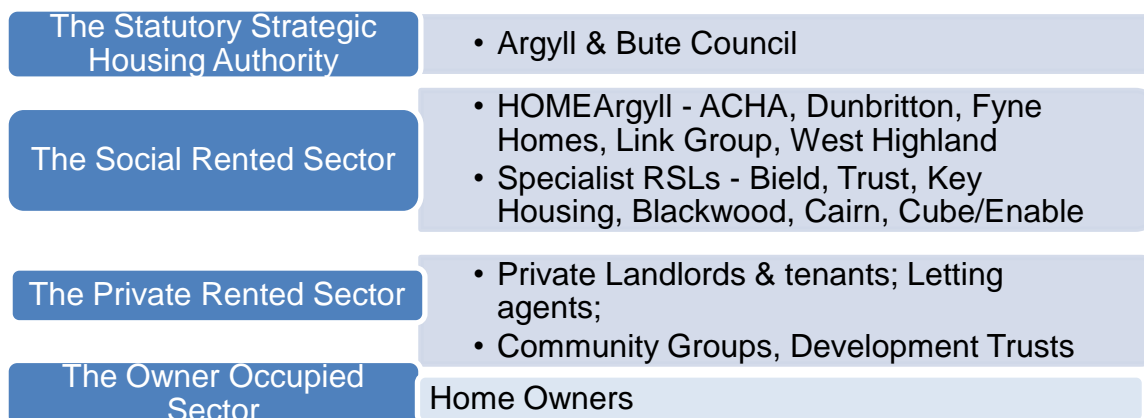 The Statutory Strategic
Housing Authority
• Argyll & Bute Council
The Social Rented Sector
• HOMEArgyll - ACHA, Dunbritton, Fyne
Homes, Link Group, West Highland
• Specialist RSLs - Bield, Trust, Key
Housing, Blackwood, Cairn, Cube/Enable
The Private Rented Sector
• Private Landlords & tenants; Letting
agents;
• Community Groups, Development Trusts
The Owner Occupied
Sector
Home Owners